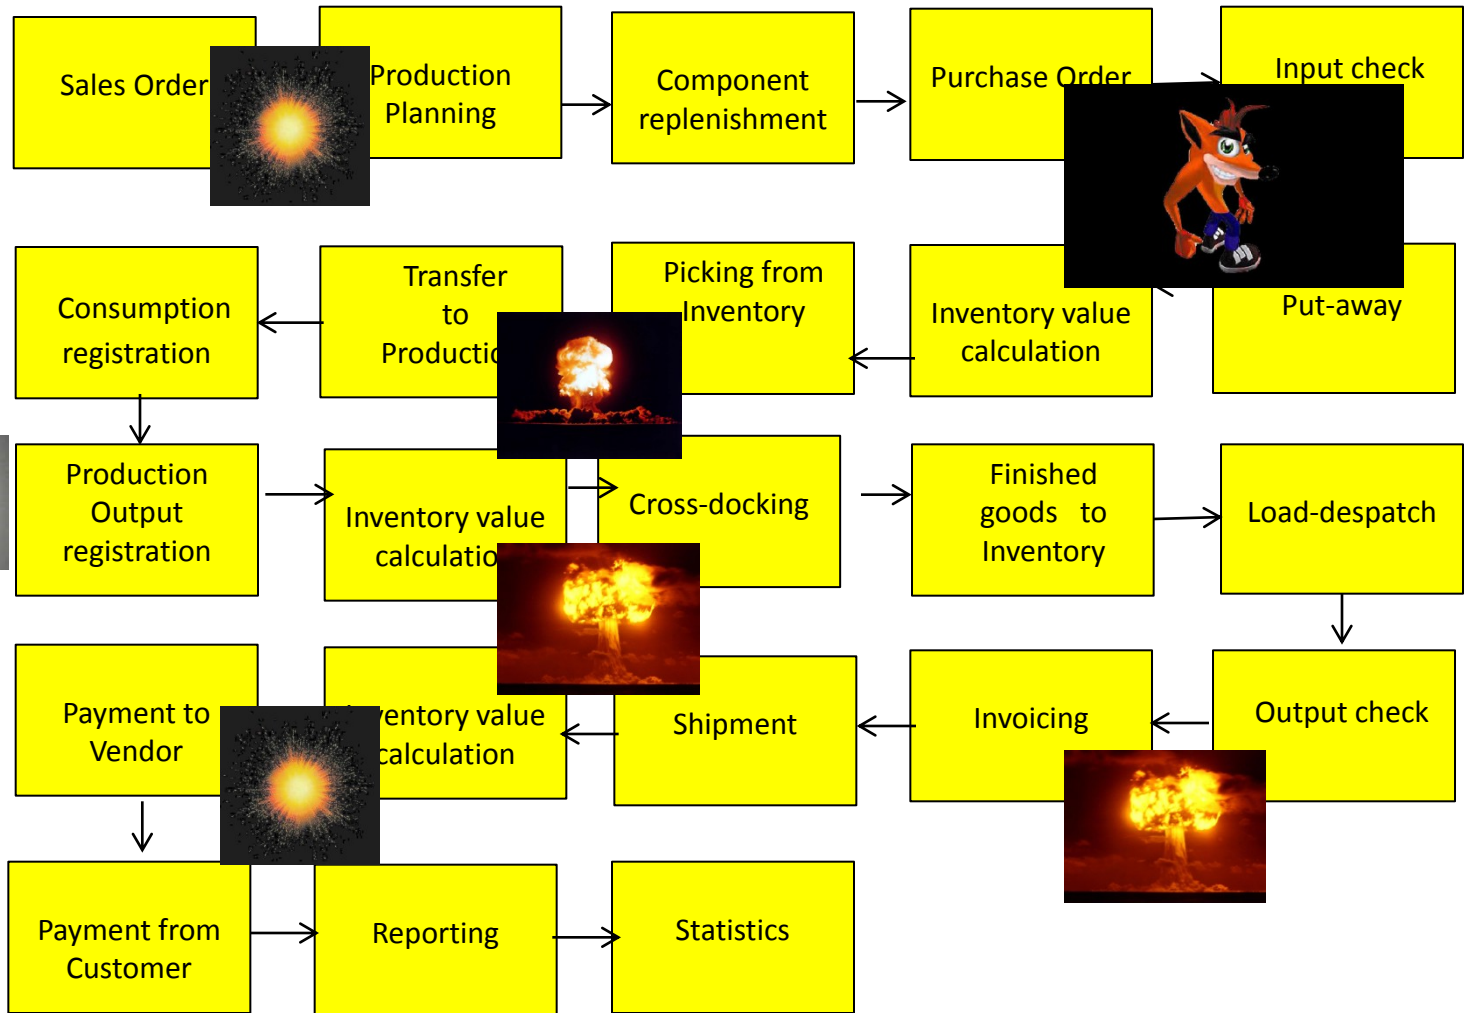 Sales Order
Production
Planning
Component
replenishment
Purchase Order
Input check
Consumption
registration
Transfer
to
Productio
Picking from
Inventory
Inventory value
calculation
Put-away
Production
Output
registration
Inventory value
calculatio
Cross-docking
Finished
goods to
Inventory
Load-despatch
Payment to
Vendor
ventory value
calculation
Shipment
Invoicing
Output check
Payment from
Customer
Reporting
Statistics